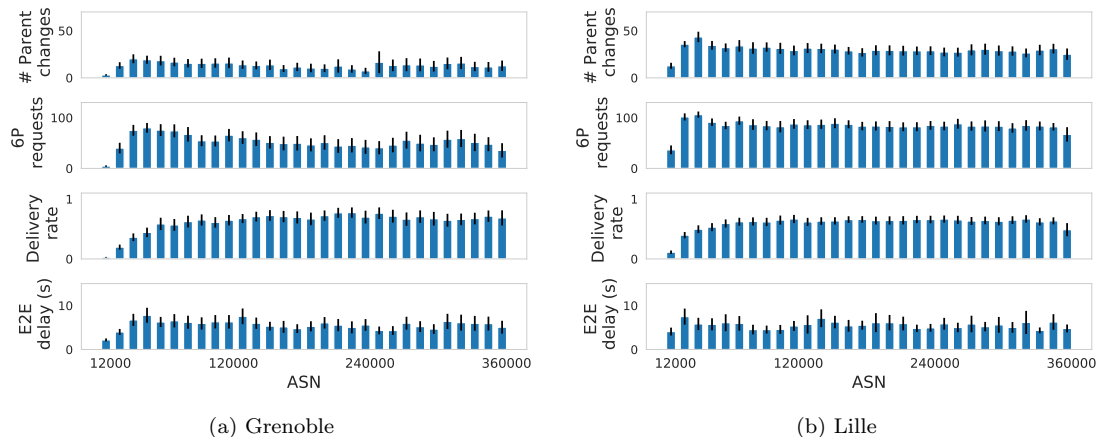 # Parent
changes
50
0
6P
requests
100
0
Delivery
rate
1
0
E2E
delay (s)
10
0
12000 120000 240000 360000
ASN
(a) Grenoble
# Parent
changes
50
0
6P
requests
100
0
Delivery
rate
1
0
E2E
delay (s)
10
0
12000 120000 240000 360000
ASN
(b) Lille